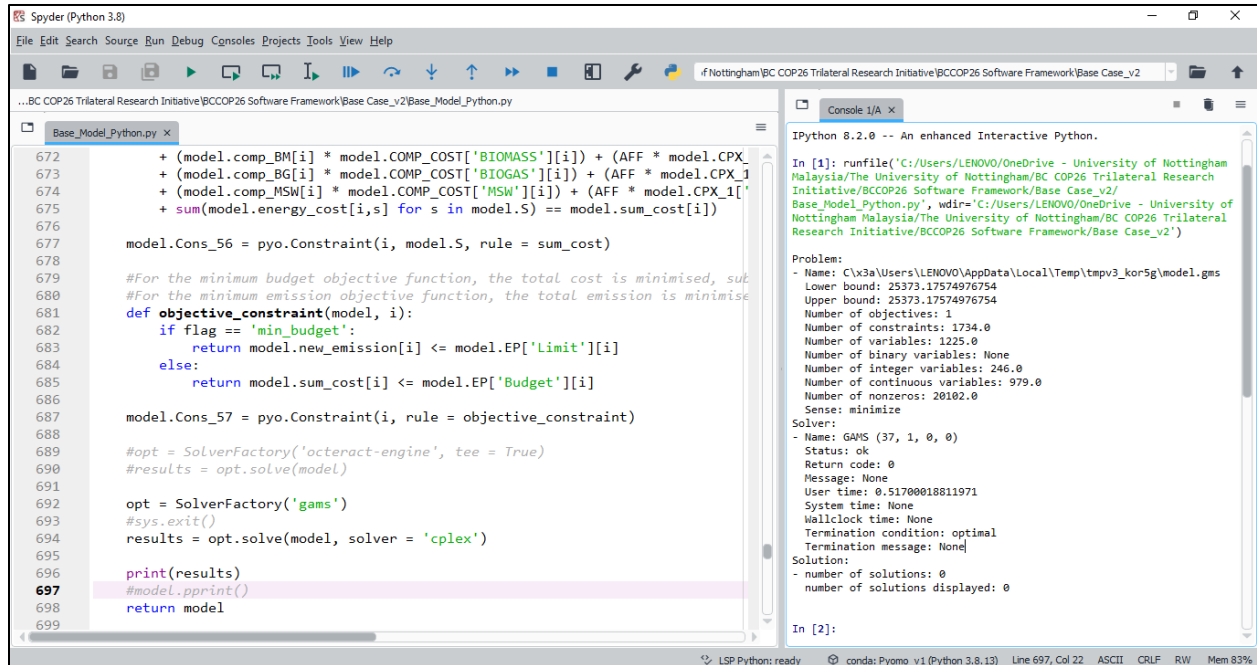 Spyder (Python 3.8)
File Edit Search Source Run Debug Consoles Projects Tools View Help
of Nottingham\BC COP26 Trilateral Research Initiative\BCCOP26 Software Framework\Base Case_v2
...BC COP26 Trilateral Research Initiative\BCCOP26 Software Framework\Base Case_v2\Base_Model_Python.py
Base_Model_Python.py
672 + (model.comp_BM[i] * model.COMP_COST['BIOMASS'][i]) + (AFF * model.CPX_
673 + (model.comp_BG[i] * model.COMP_COST['BIOGAS'][i]) + (AFF * model.CPX_1
674 + (model.comp_MSW[i] * model.COMP_COST['MSW'][i]) + (AFF * model.CPX_1['
675 + sum(model.energy_cost[i,s] for s in model.S) == model.sum_cost[i])
676
677 model.Cons_56 = pyo.Constraint(i, model.S, rule = sum_cost)
678
679 #For the minimum budget objective function, the total cost is minimised, sub
680 #For the minimum emission objective function, the total emission is minimise
681 def objective_constraint(model, i):
682 if flag == 'min_budget':
683 return model.new_emission[i] <= model.EP['Limit'][i]
684 else:
685 return model.sum_cost[i] <= model.EP['Budget'][i]
686
687 model.Cons_57 = pyo.Constraint(i, rule = objective_constraint)
688
689 #opt = SolverFactory('octeract-engine', tee = True)
690 #results = opt.solve(model)
691
692 opt = SolverFactory('gams')
693 #sys.exit()
694 results = opt.solve(model, solver = 'cplex')
695
696 print(results)
697 #model.pprint()
698 return model
699
Console 1/A
IPython 8.2.0 -- An enhanced Interactive Python.
In [1]: runfile('C:/Users/LENOVO/OneDrive - University of Nottingham
Malaysia/The University of Nottingham/BC COP26 Trilateral Research
Initiative/BCCOP26 Software Framework/Base Case_v2/
Base_Model_Python.py', wdir='C:/Users/LENOVO/OneDrive - University of
Nottingham Malaysia/The University of Nottingham/BC COP26 Trilateral
Research Initiative/BCCOP26 Software Framework/Base Case_v2')
Problem:
- Name: C\x3a\Users\LENOVO\AppData\Local\Temp\tmpv3_kor5g\model.gms
Lower bound: 25373.17574976754
Upper bound: 25373.17574976754
Number of objectives: 1
Number of constraints: 1734.0
Number of variables: 1225.0
Number of binary variables: None
Number of integer variables: 246.0
Number of continuous variables: 979.0
Number of nonzeros: 20102.0
Sense: minimize
Solver:
- Name: GAMS (37, 1, 0, 0)
Status: ok
Return code: 0
Message: None
User time: 0.51700018811971
System time: None
Wallclock time: None
Termination condition: optimal
Termination message: None
Solution:
- number of solutions: 0
number of solutions displayed: 0
In [2]:
LSP Python: ready conda: Pyomo_v1 (Python 3.8.13) Line 697, Col 22 ASCII CRLF RW Mem 83%